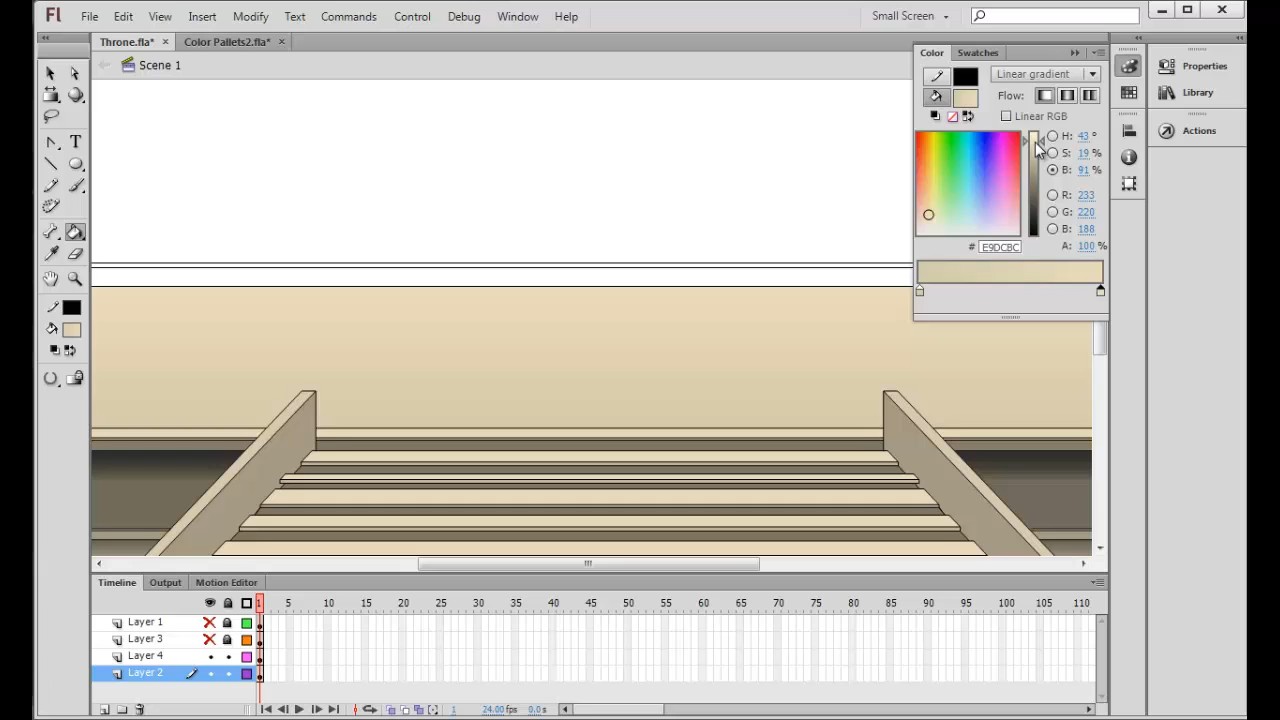 Fl File Edit View Insert Modify Text Commands Control Debug Window Help Small Screen
Throne.fla* Color Pallets2.fla*
Scene 1
Color Swatches
Linear gradient
Flow:
Linear RGB
H: 43 °
S: 19 %
B: 91 %
R: 233
G: 220
B: 188
# E9DCBC A: 100 %
Properties
Library
Actions
Timeline Output Motion Editor
1 5 10 15 20 25 30 35 40 45 50 55 60 65 70 75 80 85 90 95 100 105 110
Layer 1
Layer 3
Layer 4
Layer 2
1 24.00 fps 0.0 s